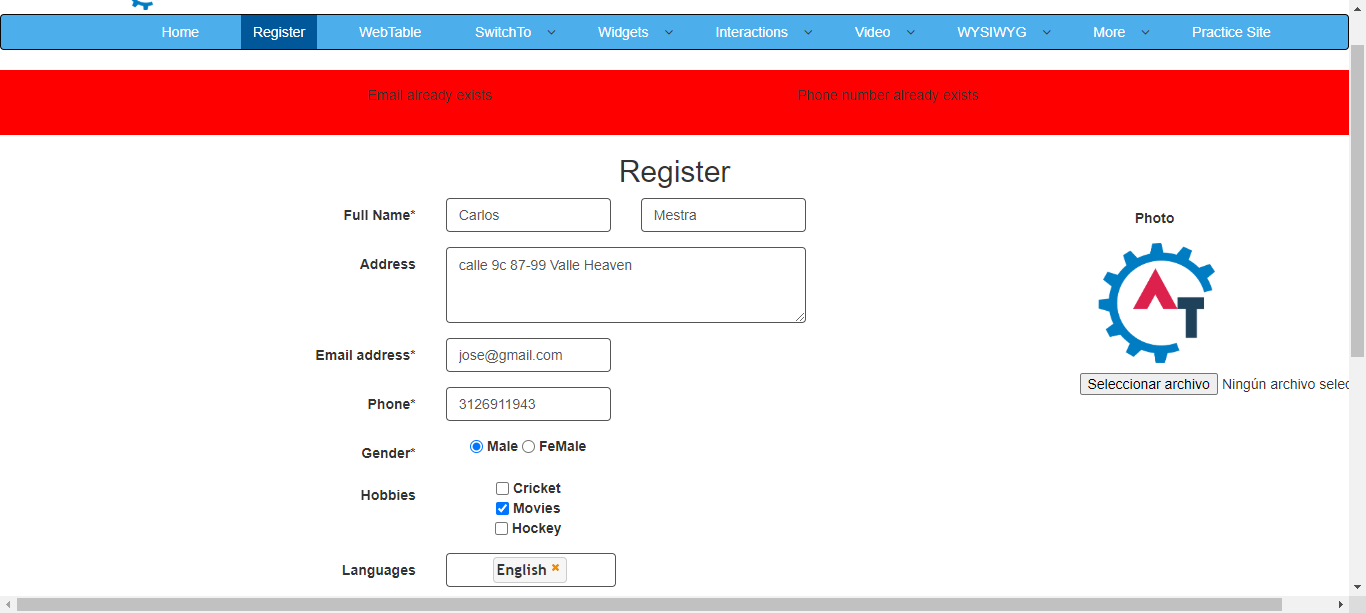 Home Register WebTable SwitchTo Widgets Interactions Video WYSIWYG More Practice Site
Email already exists Phone number already exists
Register
Full Name* Carlos Mestra
Photo
Address calle 9c 87-99 Valle Heaven
AT
Email address* jose@gmail.com
Seleccionar archivo Ningún archivo selec
Phone* 3126911943
Gender* Male FeMale
Hobbies Cricket
Movies
Hockey
Languages English